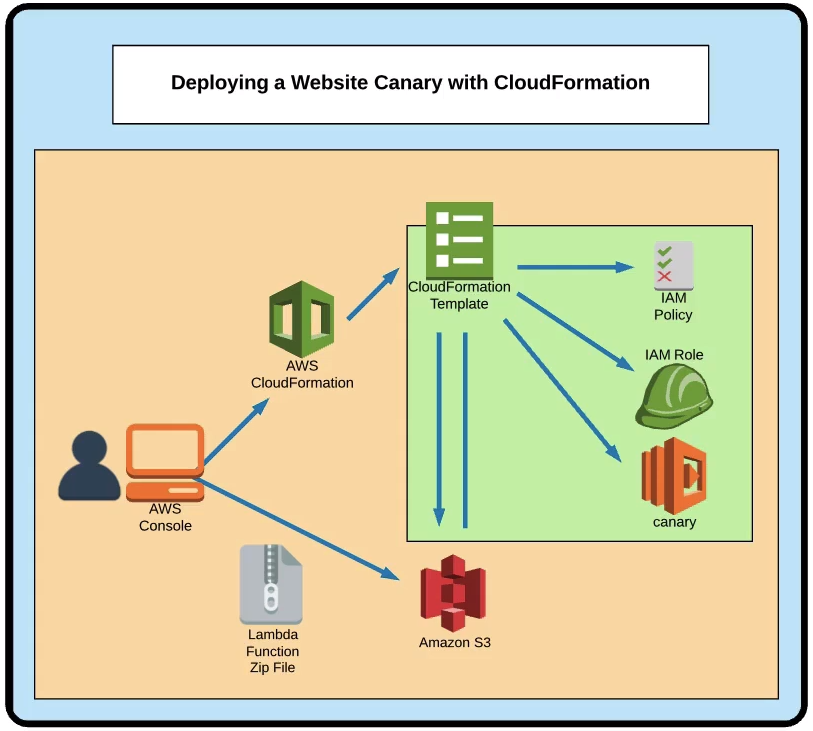 Deploying a Website Canary with CloudFormation
CloudFormation
Template
IAM
Policy
IAM Role
AWS
CloudFormation
canary
AWS
Console
Lambda
Function
Zip File
Amazon S3